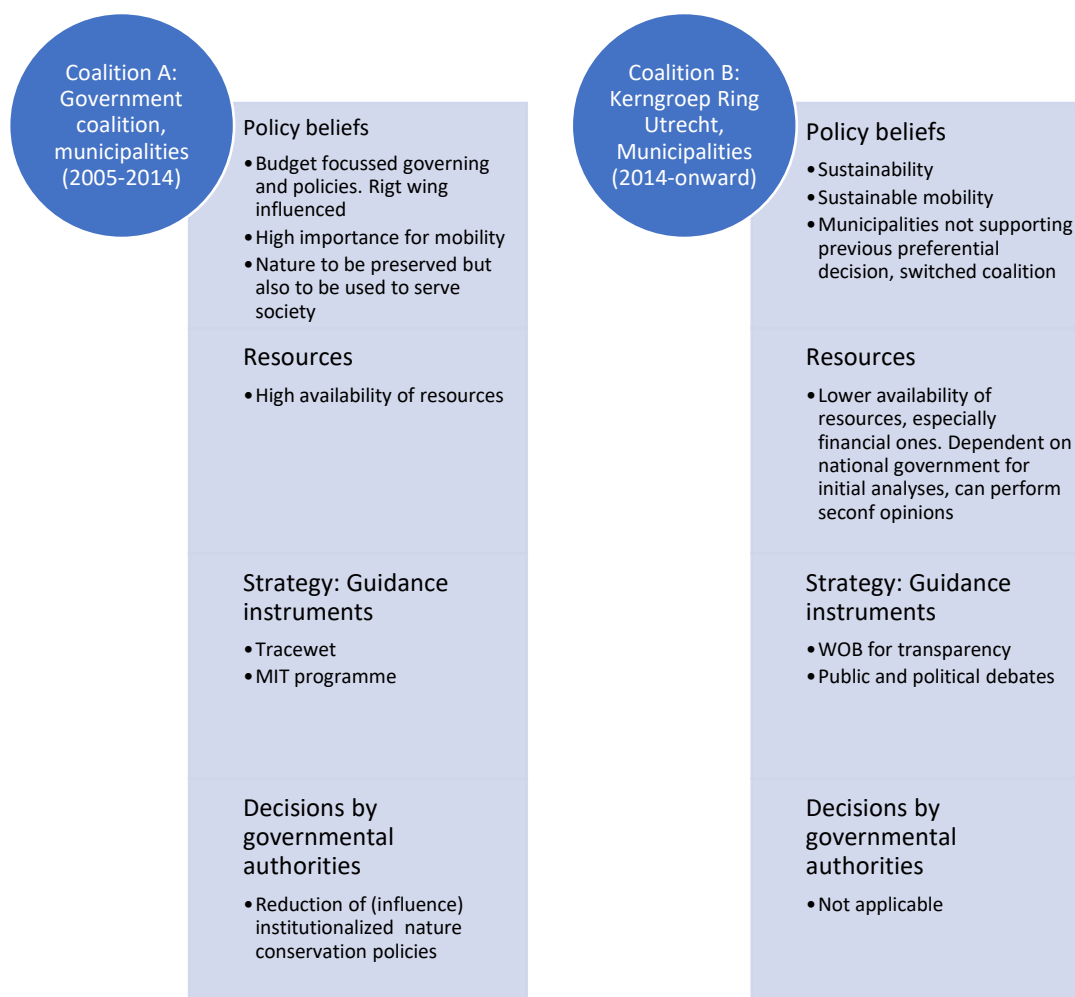 Coalition A:
Government
coalition,
municipalities
(2005-2014)
Policy beliefs
•Budget focussed governing
and policies. Rigt wing
influenced
•High importance for mobility
•Nature to be preserved but
also to be used to serve
society
Resources
•High availability of resources
Strategy: Guidance
instruments
•Tracewet
•MIT programme
Decisions by
governmental
authorities
•Reduction of (influence)
institutionalized nature
conservation policies
Coalition B:
Kerngroep Ring
Utrecht,
Municipalities
(2014-onward)
Policy beliefs
•Sustainability
•Sustainable mobility
•Municipalities not supporting
previous preferential
decision, switched coalition
Resources
•Lower availability of
resources, especially
financial ones. Dependent on
national government for
initial analyses, can perform
seconf opinions
Strategy: Guidance
instruments
•WOB for transparency
•Public and political debates
Decisions by
governmental
authorities
•Not applicable